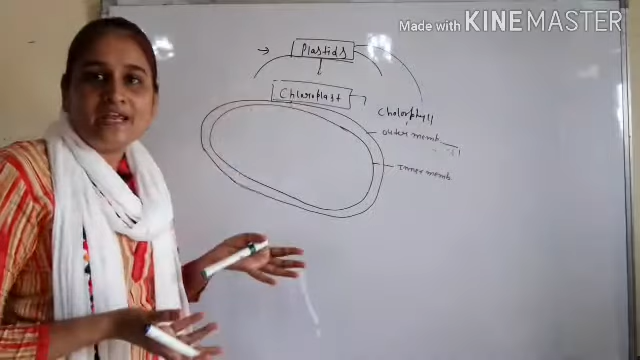 Made with KINEMASTER
→ Plastids
Chloroplast
Cholorphyll
outer memb
Inner memb